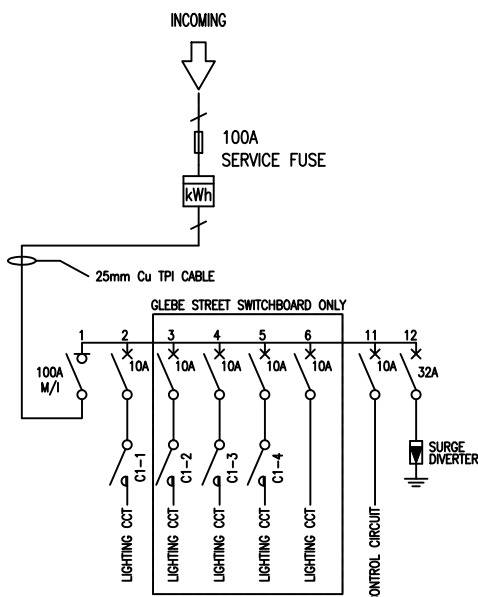 INCOMING
100A
SERVICE FUSE
kWh
25mm Cu TPI CABLE
GLEBE STREET SWITCHBOARD ONLY
1 2 3 4 5 6 11 12
100A
M/I
10A 10A 10A 10A 10A 10A 32A
C1-1 C1-2 C1-3 C1-4
SURGE
DIVERTER
LIGHTING CCT LIGHTING CCT LIGHTING CCT LIGHTING CCT LIGHTING CCT ONTROL CIRCUIT